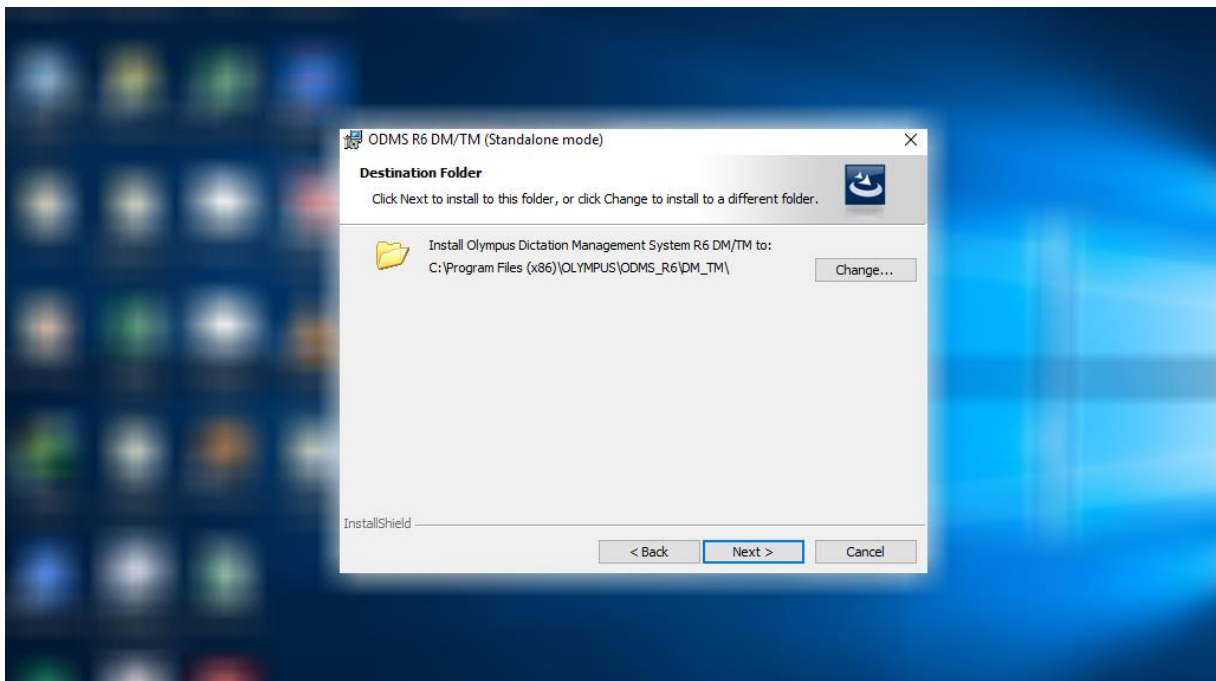 ODMS R6 DM/TM (Standalone mode)
Destination Folder
Click Next to install to this folder, or click Change to install to a different folder.
Install Olympus Dictation Management System R6 DM/TM to:
C:\Program Files (x86)\OLYMPUS\ODMS_R6\DM_TM\
Change...
InstallShield
< Back
Next >
Cancel